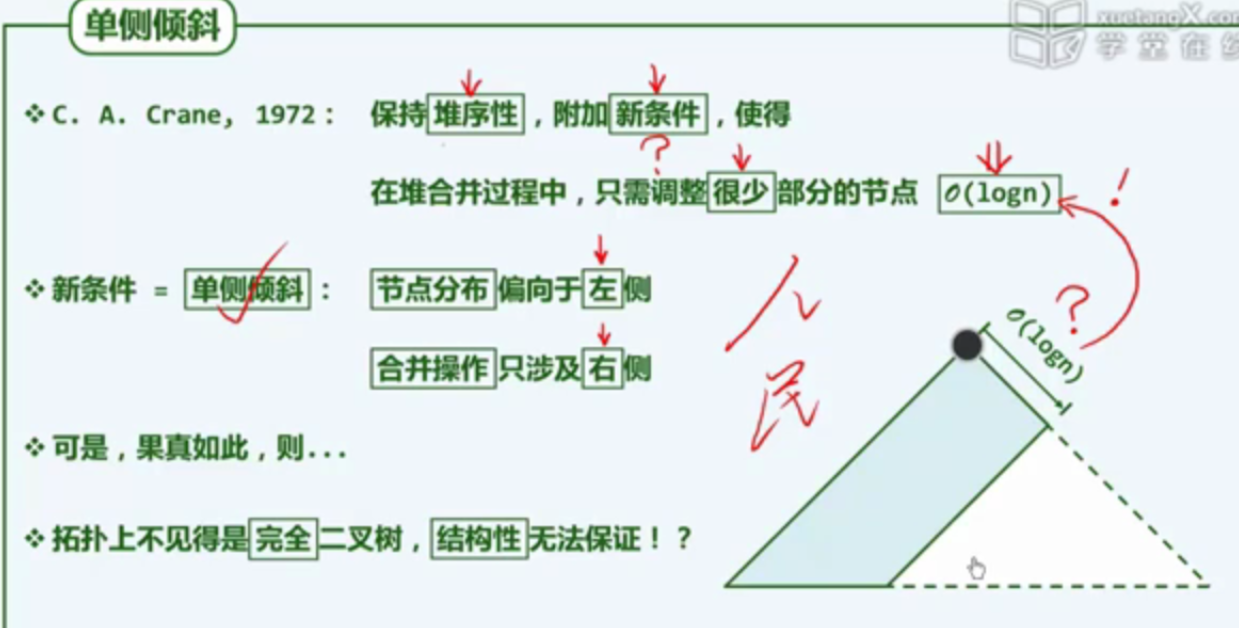 单侧倾斜
xuetangX.com
学堂在线
❖ C. A. Crane, 1972： 保持堆序性，附加新条件，使得
?
在堆合并过程中，只需调整很少部分的节点 O(logn) !
❖ 新条件 = 单侧倾斜： 节点分布偏向于左侧
合并操作只涉及右侧
?
O(logn)
❖ 可是，果真如此，则...
❖ 拓扑上不见得是完全二叉树，结构性无法保证！？